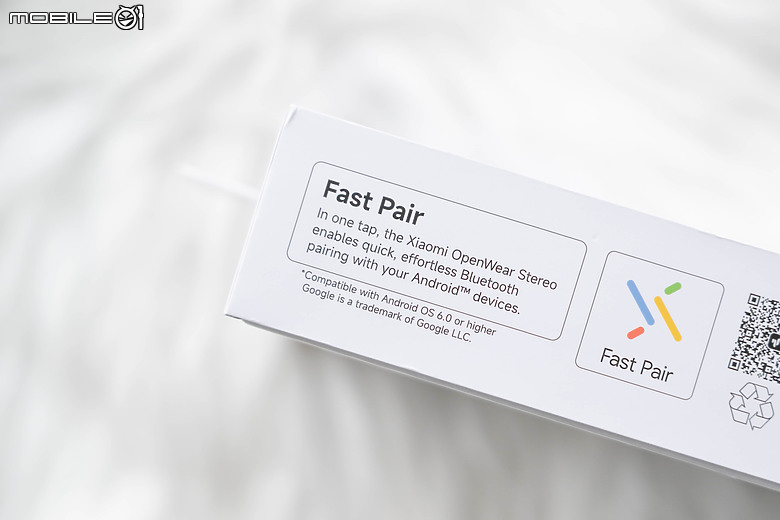 MOBILE01
Fast Pair
In one tap, the Xiaomi OpenWear Stereo
enables quick, effortless Bluetooth
pairing with your Android™ devices.
*Compatible with Android OS 6.0 or higher
Google is a trademark of Google LLC.
Fast Pair